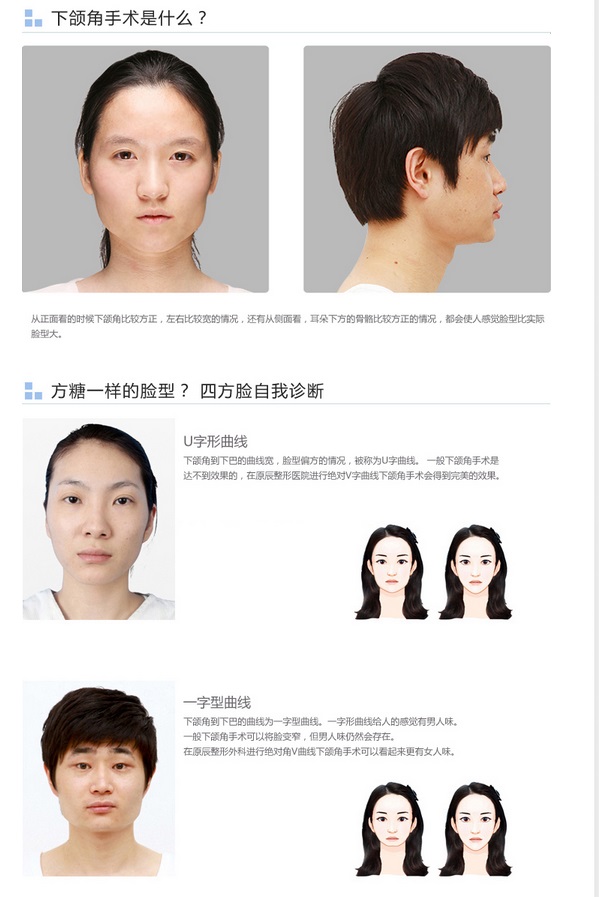 下颌角手术是什么？
从正面看的时候下颌角比较方正，左右比较宽的情况，还有从侧面看，耳朵下方的骨骼比较方正的情况，都会使人感觉脸型比实际
脸型大。
方糖一样的脸型？ 四方脸自我诊断
U字形曲线
下颌角到下巴的曲线宽，脸型偏方的情况，被称为U字曲线。 一般下颌角手术是
达不到效果的，在原辰整形医院进行绝对V字曲线下颌角手术会得到完美的效果。
一字型曲线
下颌角到下巴的曲线为一字型曲线。一字形曲线给人的感觉有男人味。
一般下颌角手术可以将脸变窄，但男人味仍然会存在。
在原辰整形外科进行绝对角V曲线下颌角手术可以看起来更有女人味。